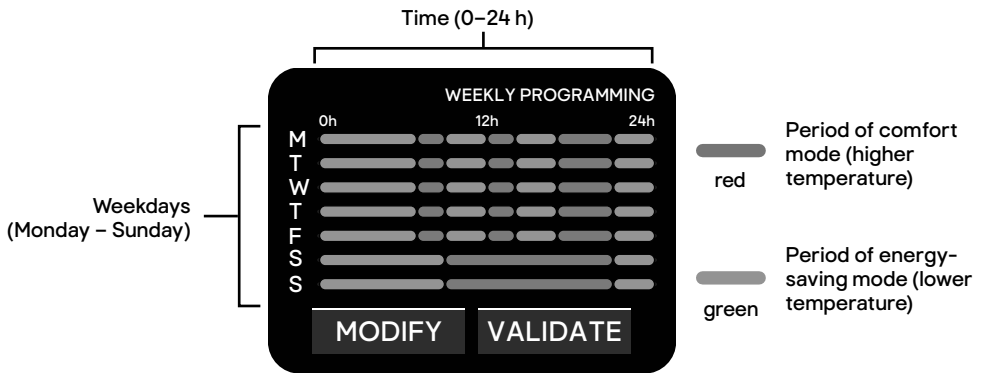 Time (0–24 h)
WEEKLY PROGRAMMING
0h 12h 24h
M
T
W
T
F
S
S
Weekdays
(Monday – Sunday)
MODIFY VALIDATE
red
Period of comfort
mode (higher
temperature)
green
Period of energy-
saving mode (lower
temperature)